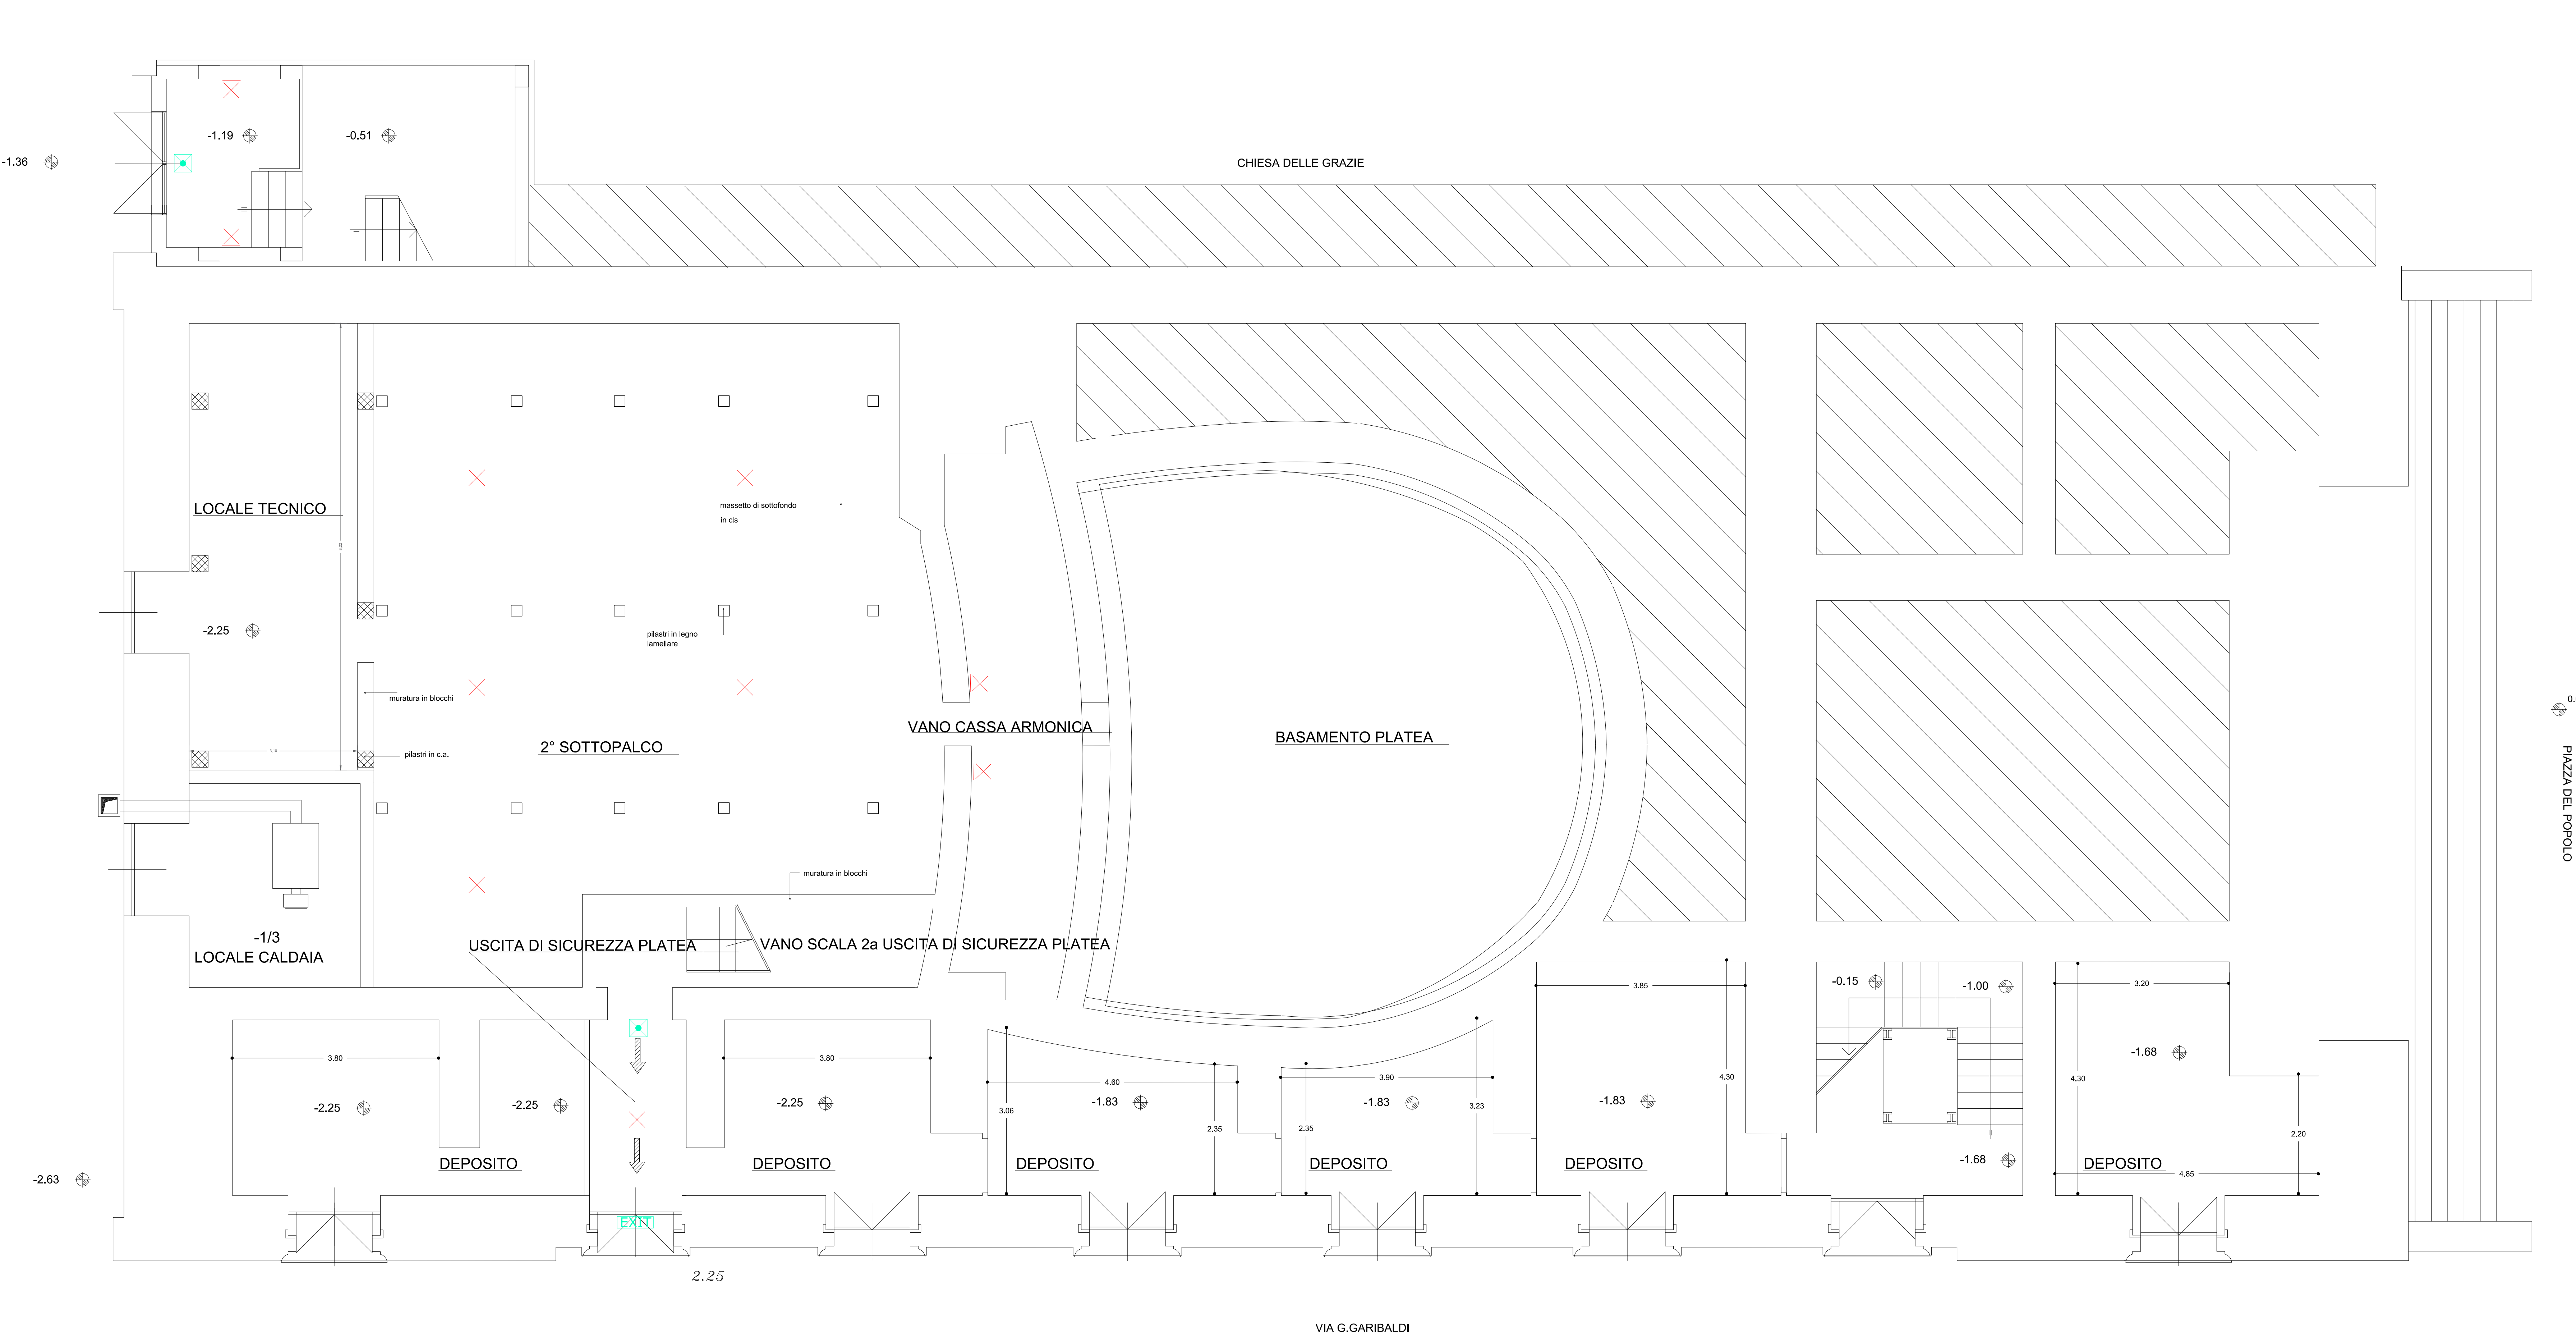 CHIESA DELLE GRAZIE
-1.36
-1.19
-0.51
LOCALE TECNICO
-2.25
massetto di sottofondo
in cls
pilastri in legno
lamellare
muratura in blocchi
pilastri in c.a.
2° SOTTOPALCO
VANO CASSA ARMONICA
BASAMENTO PLATEA
PIAZZA DEL POPOLO
muratura in blocchi
-1/3
LOCALE CALDAIA
USCITA DI SICUREZZA PLATEA
VANO SCALA 2a USCITA DI SICUREZZA PLATEA
-0.15
-1.00
3.85
3.20
3.80
3.80
4.60
3.90
4.30
-1.68
4.30
-2.25
-2.25
-2.25
3.06
-1.83
2.35
2.35
-1.83
3.23
-1.83
2.20
DEPOSITO
DEPOSITO
DEPOSITO
DEPOSITO
DEPOSITO
-1.68
DEPOSITO
4.85
-2.63
EXIT
2.25
VIA G.GARIBALDI